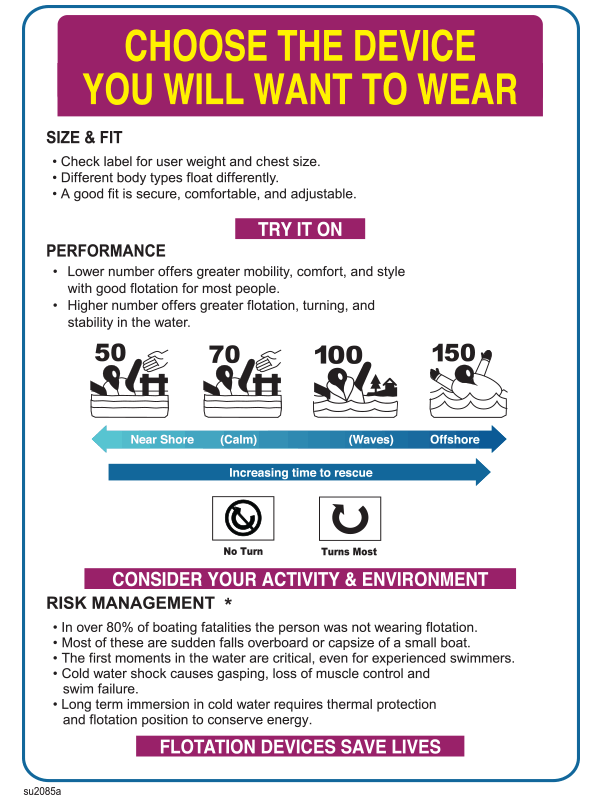 CHOOSE THE DEVICE
YOU WILL WANT TO WEAR
SIZE & FIT
• Check label for user weight and chest size.
• Different body types float differently.
• A good fit is secure, comfortable, and adjustable.
TRY IT ON
PERFORMANCE
• Lower number offers greater mobility, comfort, and style
with good flotation for most people.
• Higher number offers greater flotation, turning, and
stability in the water.
50 70 100 150
Near Shore (Calm) (Waves) Offshore
Increasing time to rescue
No Turn Turns Most
CONSIDER YOUR ACTIVITY & ENVIRONMENT
RISK MANAGEMENT *
• In over 80% of boating fatalities the person was not wearing flotation.
• Most of these are sudden falls overboard or capsize of a small boat.
• The first moments in the water are critical, even for experienced swimmers.
• Cold water shock causes gasping, loss of muscle control and
swim failure.
• Long term immersion in cold water requires thermal protection
and flotation position to conserve energy.
FLOTATION DEVICES SAVE LIVES
su2085a